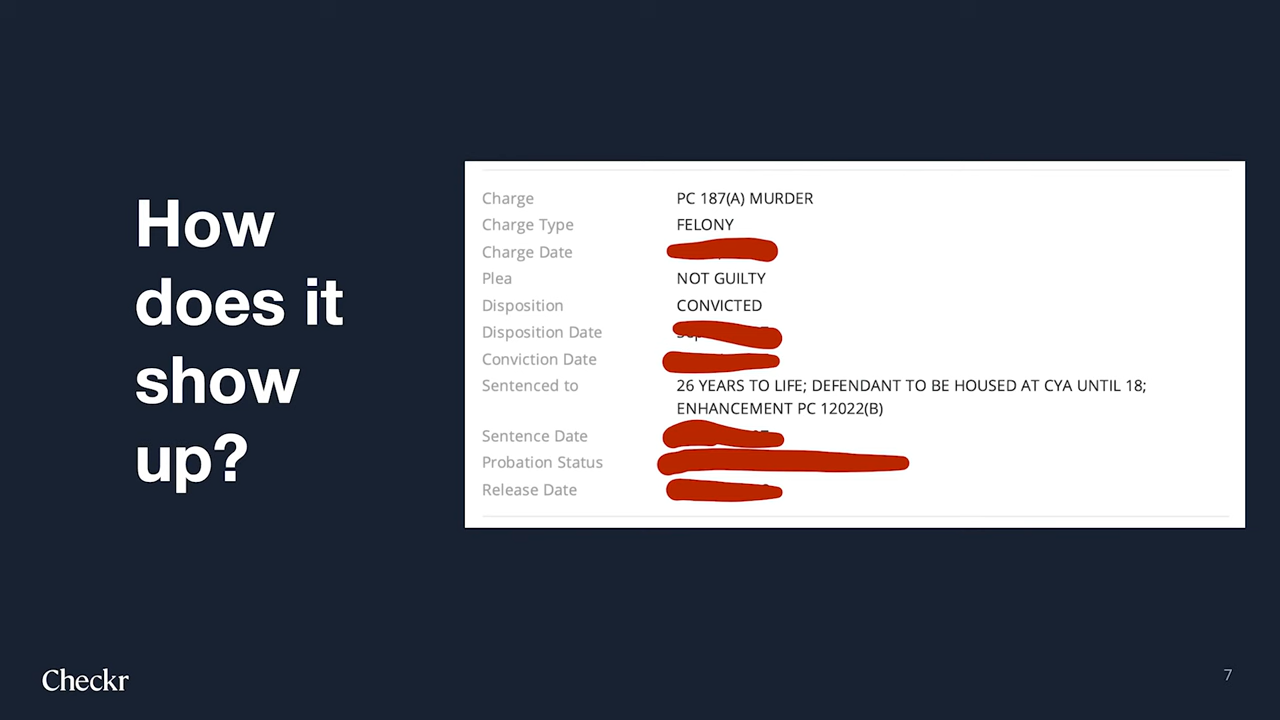 How
does it
show
up?
Charge PC 187(A) MURDER
Charge Type FELONY
Charge Date
Plea NOT GUILTY
Disposition CONVICTED
Disposition Date
Conviction Date
Sentenced to 26 YEARS TO LIFE; DEFENDANT TO BE HOUSED AT CYA UNTIL 18;
ENHANCEMENT PC 12022(B)
Sentence Date
Probation Status
Release Date
Checkr
7